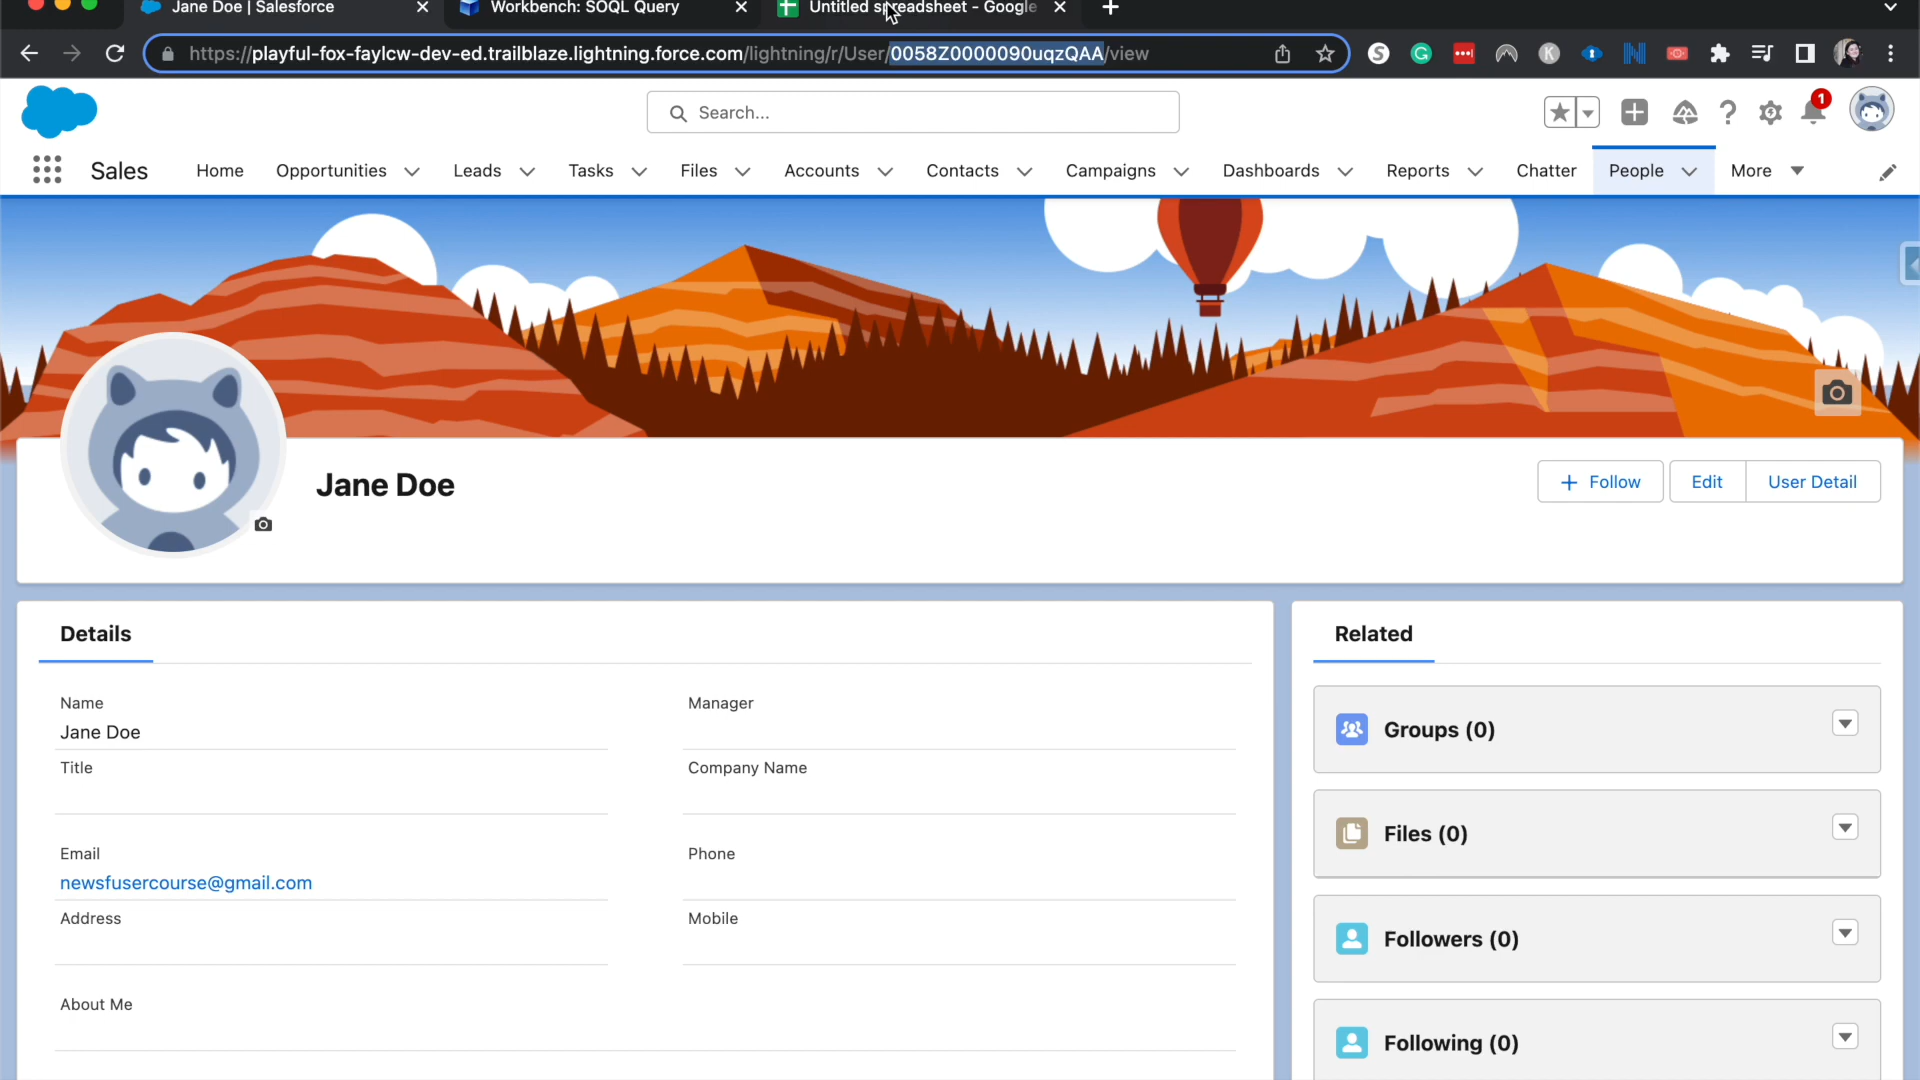 Jane Doe | Salesforce
Workbench: SOQL Query
Untitled spreadsheet - Google
https://playful-fox-faylcw-dev-ed.trailblaze.lightning.force.com/lightning/r/User/0058Z0000090uqzQAA/view
Search...
1
Sales
Home
Opportunities
Leads
Tasks
Files
Accounts
Contacts
Campaigns
Dashboards
Reports
Chatter
People
More
Jane Doe
Follow
Edit
User Detail
Details
Name
Jane Doe
Manager
Title
Company Name
Email
newsfusercourse@gmail.com
Phone
Address
Mobile
About Me
Related
Groups (0)
Files (0)
Followers (0)
Following (0)